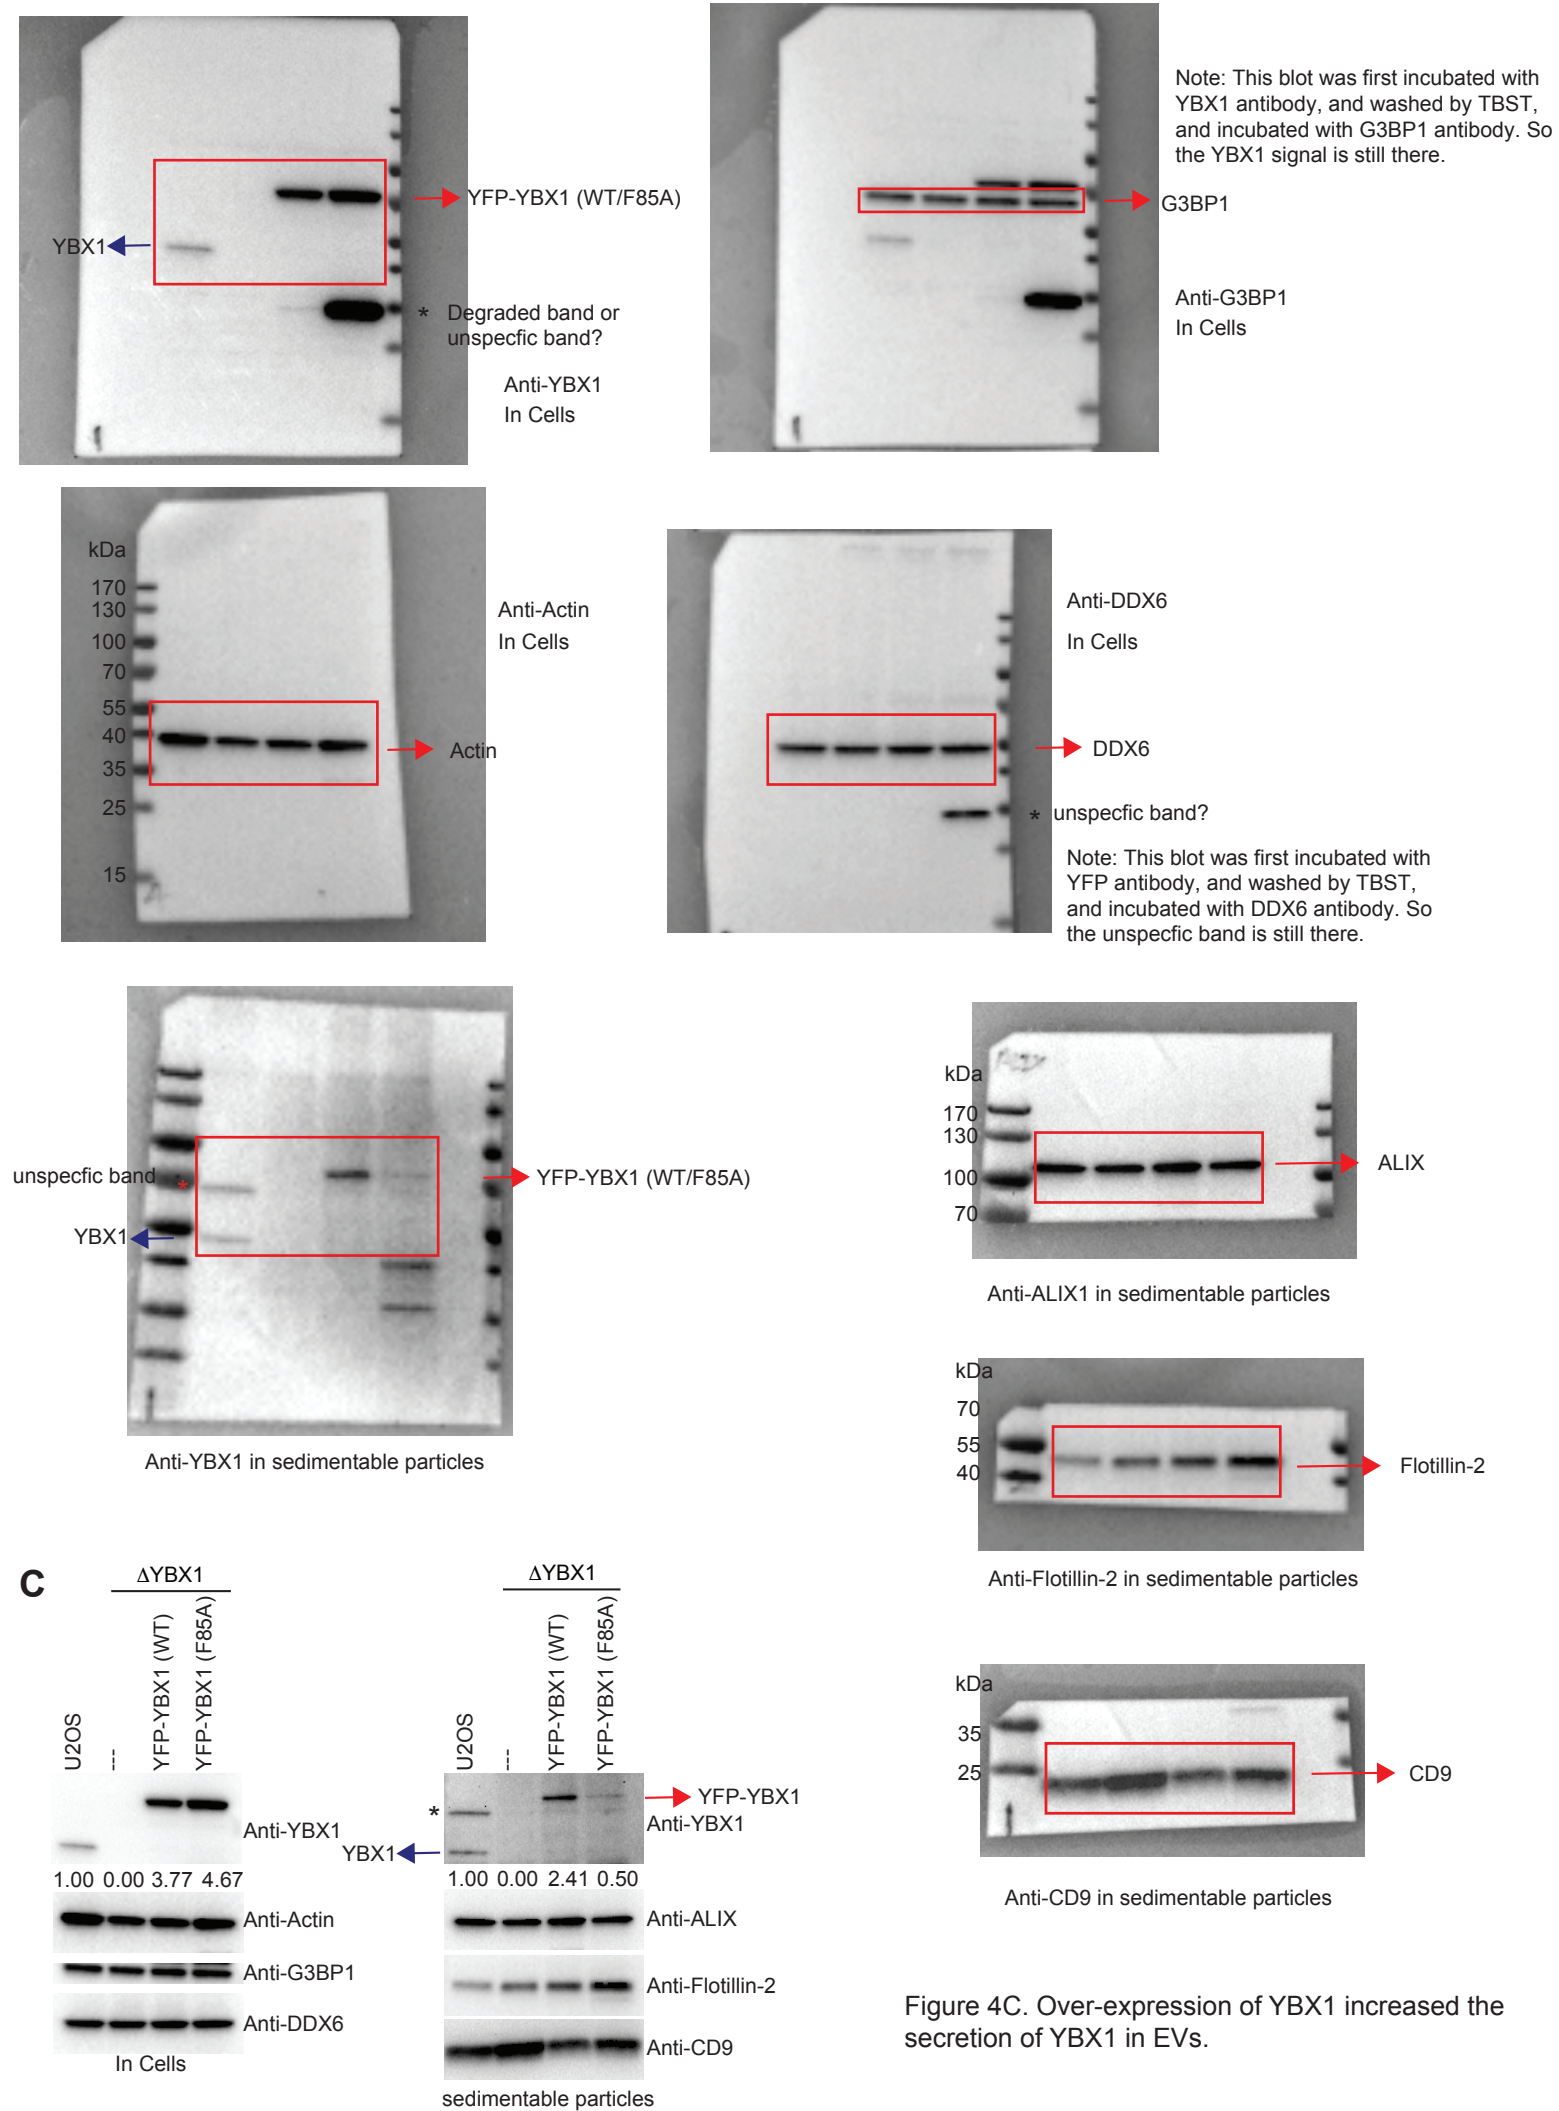 Note: This blot was first incubated with
YBX1 antibody, and washed by TBST,
and incubated with G3BP1 antibody. So
the YBX1 signal is still there.
YFP-YBX1 (WT/F85A)
YBX1
* Degraded band or
unspecfic band?
Anti-YBX1
In Cells
G3BP1
Anti-G3BP1
In Cells
kDa
170
130
100
70
55
40
35
25
15
Anti-Actin
In Cells
Actin
Anti-DDX6
In Cells
DDX6
* unspecfic band?
Note: This blot was first incubated with
YFP antibody, and washed by TBST,
and incubated with DDX6 antibody. So
the unspecfic band is still there.
unspecfic band
*
YBX1
YFP-YBX1 (WT/F85A)
Anti-YBX1 in sedimentable particles
kDa
170
130
100
70
ALIX
Anti-ALIX1 in sedimentable particles
kDa
70
55
40
Flotillin-2
Anti-Flotillin-2 in sedimentable particles
kDa
35
25
CD9
Anti-CD9 in sedimentable particles
C
ΔYBX1
U2OS
---
YFP-YBX1 (WT)
YFP-YBX1 (F85A)
Anti-YBX1
1.00 0.00 3.77 4.67
Anti-Actin
Anti-G3BP1
Anti-DDX6
In Cells
ΔYBX1
U2OS
---
YFP-YBX1 (WT)
YFP-YBX1 (F85A)
*
YFP-YBX1
Anti-YBX1
YBX1
1.00 0.00 2.41 0.50
Anti-ALIX
Anti-Flotillin-2
Anti-CD9
sedimentable particles
Figure 4C. Over-expression of YBX1 increased the
secretion of YBX1 in EVs.